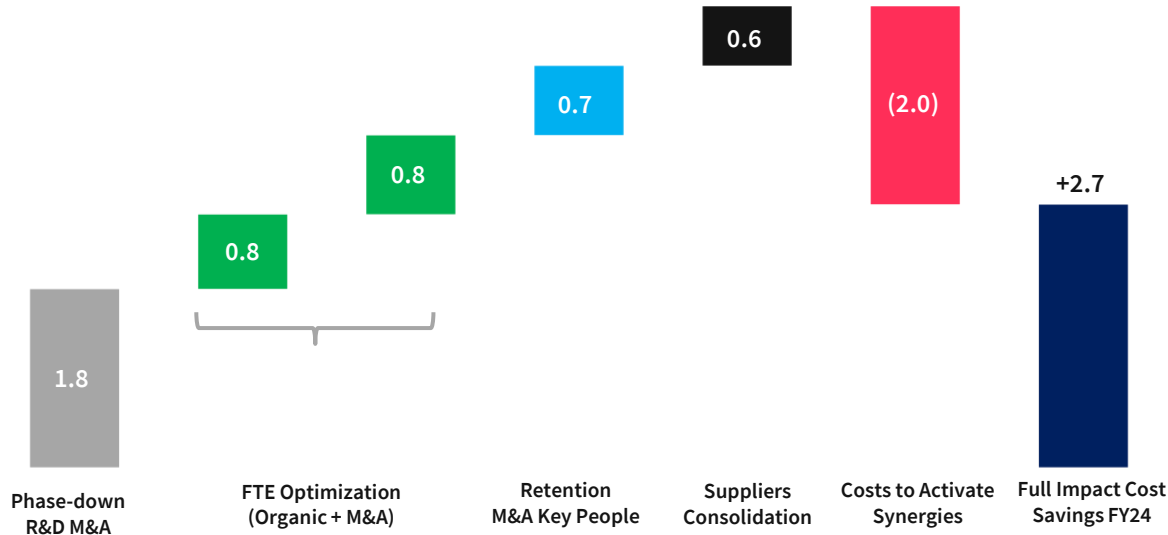 0.6
0.7
(2.0)
0.8
+2.7
0.8
1.8
Phase-down
R&D M&A
FTE Optimization
(Organic + M&A)
Retention
M&A Key People
Suppliers
Consolidation
Costs to Activate
Synergies
Full Impact Cost
Savings FY24